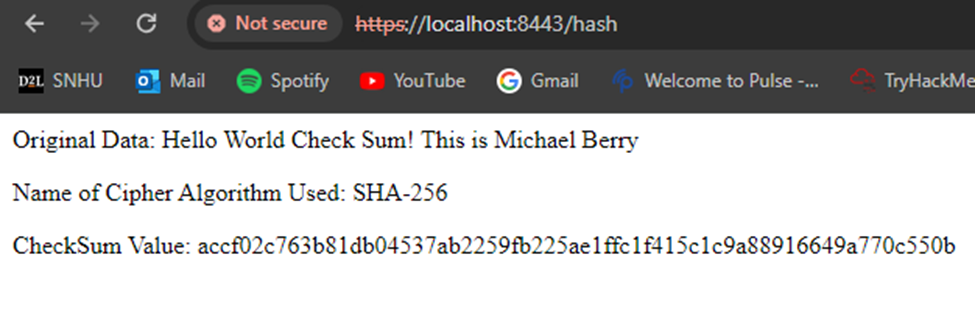 Not secure https://localhost:8443/hash
D2L SNHU Mail Spotify YouTube Gmail Welcome to Pulse -... TryHackMe
Original Data: Hello World Check Sum! This is Michael Berry
Name of Cipher Algorithm Used: SHA-256
CheckSum Value: accf02c763b81db04537ab2259fb225ae1ffc1f415c1c9a88916649a770c550b